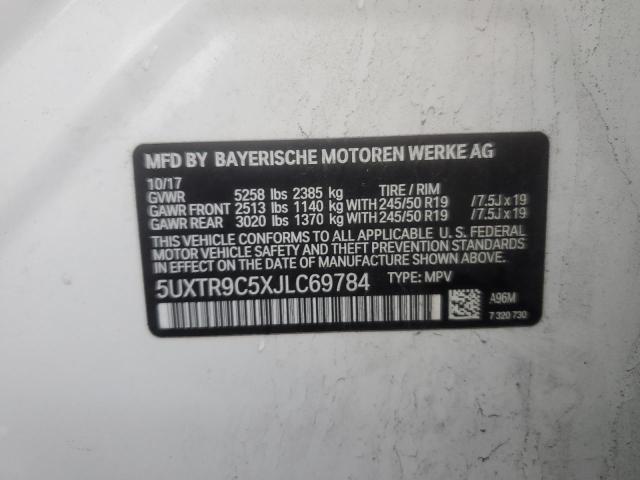 MFD BY BAYERISCHE MOTOREN WERKE AG
10/17
GVWR 5258 lbs 2385 kg TIRE / RIM
GAWR FRONT 2513 lbs 1140 kg WITH 245/50 R19 /7.5J x 19
GAWR REAR 3020 lbs 1370 kg WITH 245/50 R19 /7.5J x 19
THIS VEHICLE CONFORMS TO ALL APPLICABLE U. S. FEDERAL
MOTOR VEHICLE SAFETY AND THEFT PREVENTION STANDARDS
IN EFFECT ON THE DATE OF MANUFACTURE SHOWN ABOVE.
5UXTR9C5XJLC69784 TYPE: MPV
A96M
7 320 730